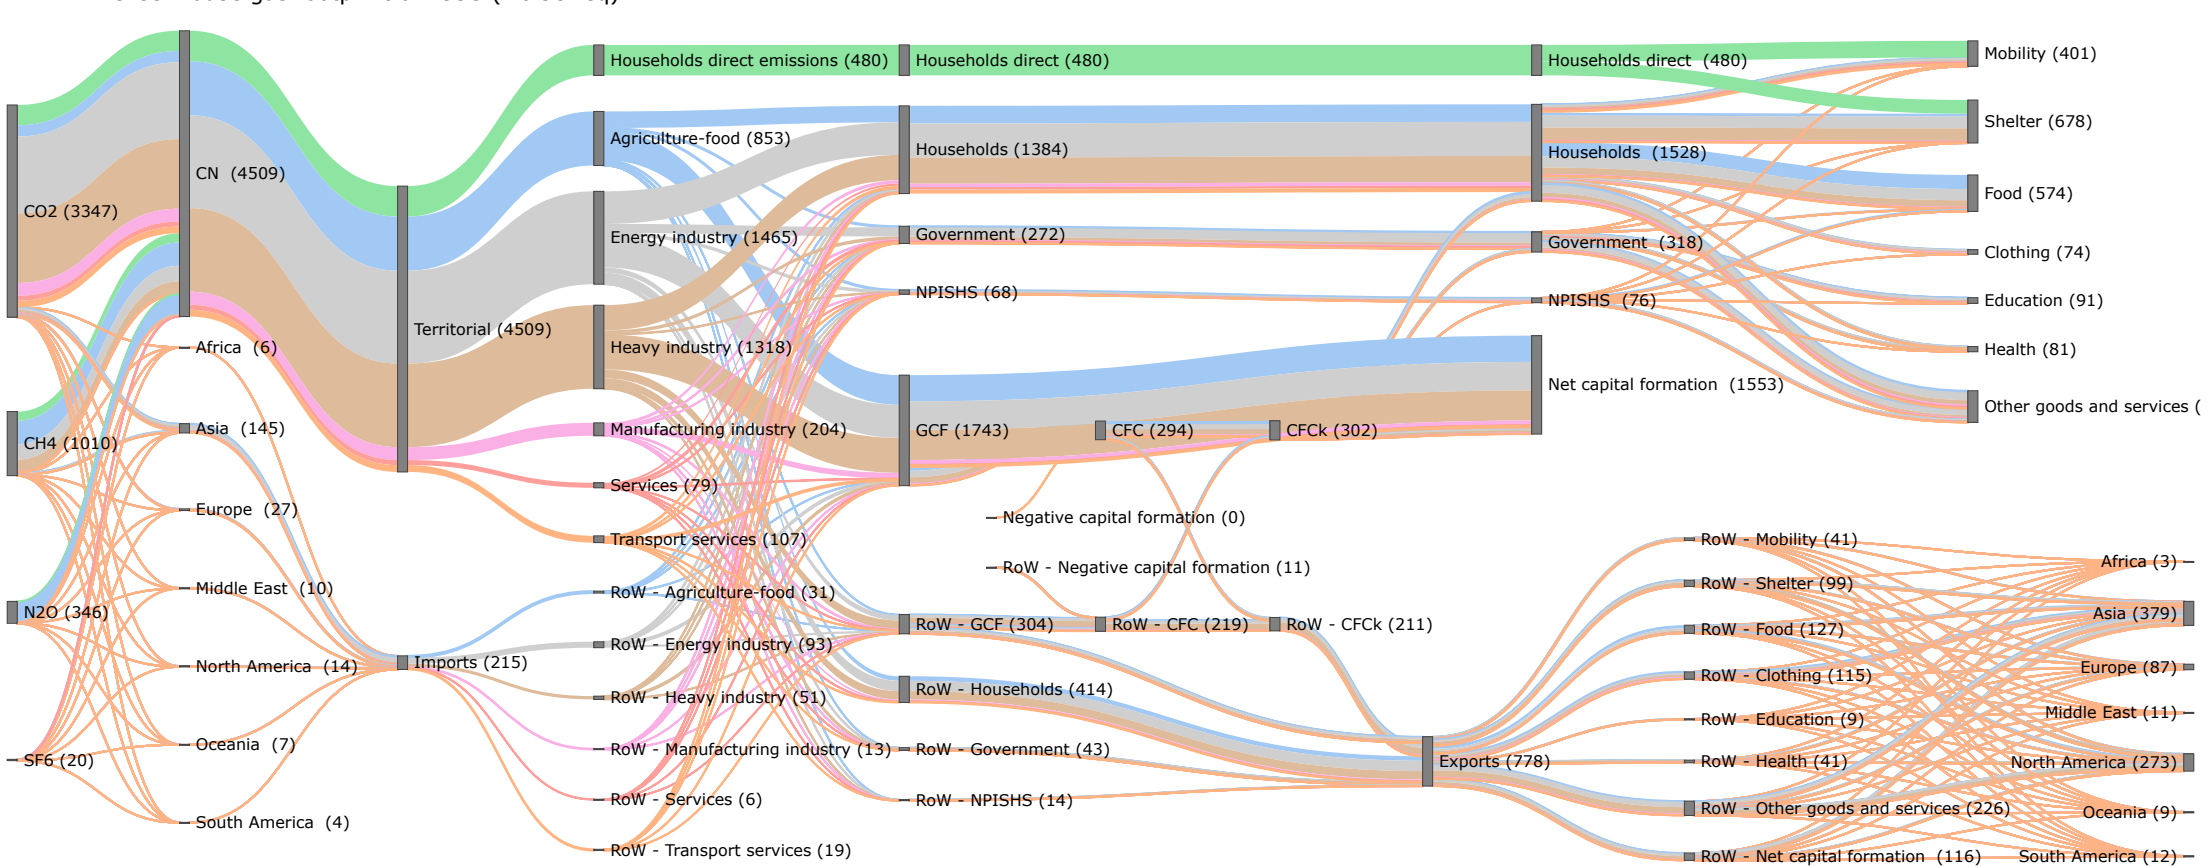 CO2 (3347)
CH4 (1010)
N2O (346)
SF6 (20)
CN  (4509)
Africa  (6)
Asia  (145)
Europe  (27)
Middle East  (10)
North America  (14)
Oceania  (7)
South America  (4)
Territorial (4509)
Imports (215)
Households direct emissions (480)
Agriculture-food (853)
Energy industry (1465)
Heavy industry (1318)
Manufacturing industry (204)
Services (79)
Transport services (107)
RoW - Agriculture-food (31)
RoW - Energy industry (93)
RoW - Heavy industry (51)
RoW - Manufacturing industry (13)
RoW - Services (6)
RoW - Transport services (19)
Households direct (480)
Households (1384)
Government (272)
NPISHS (68)
GCF (1743)
RoW - GCF (304)
RoW - Households (414)
RoW - Government (43)
RoW - NPISHS (14)
Negative capital formation (0)
RoW - Negative capital formation (11)
CFC (294)
RoW - CFC (219)
CFCk (302)
RoW - CFCk (211)
Exports (778)
Households direct  (480)
Households  (1528)
Government  (318)
NPISHS  (76)
Net capital formation  (1553)
RoW - Mobility (41)
RoW - Shelter (99)
RoW - Food (127)
RoW - Clothing (115)
RoW - Education (9)
RoW - Health (41)
RoW - Other goods and services (226)
RoW - Net capital formation  (116)
Mobility (401)
Shelter (678)
Food (574)
Clothing (74)
Education (91)
Health (81)
Other goods and services (
Africa (3)
Asia (379)
Europe (87)
Middle East (11)
North America (273)
Oceania (9)
South America (12)